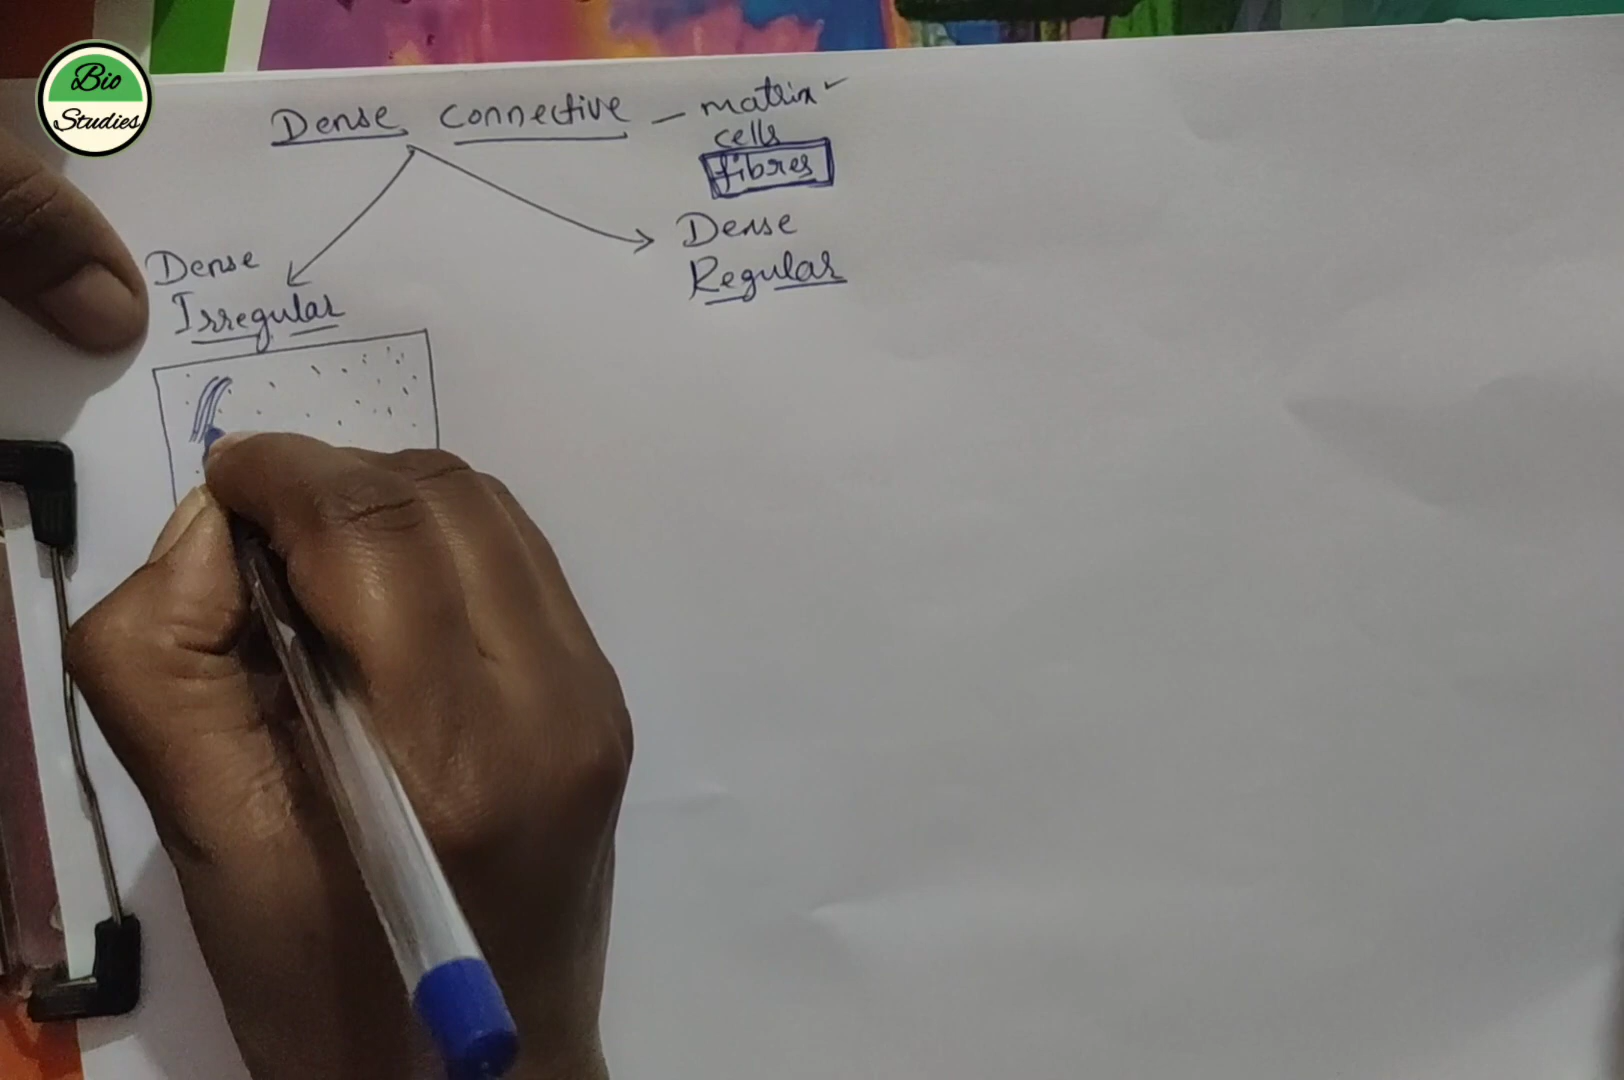 Bio
Studies
Dense connective - matrix ✓
cells
fibres
Dense
Regular
Dense
Irregular